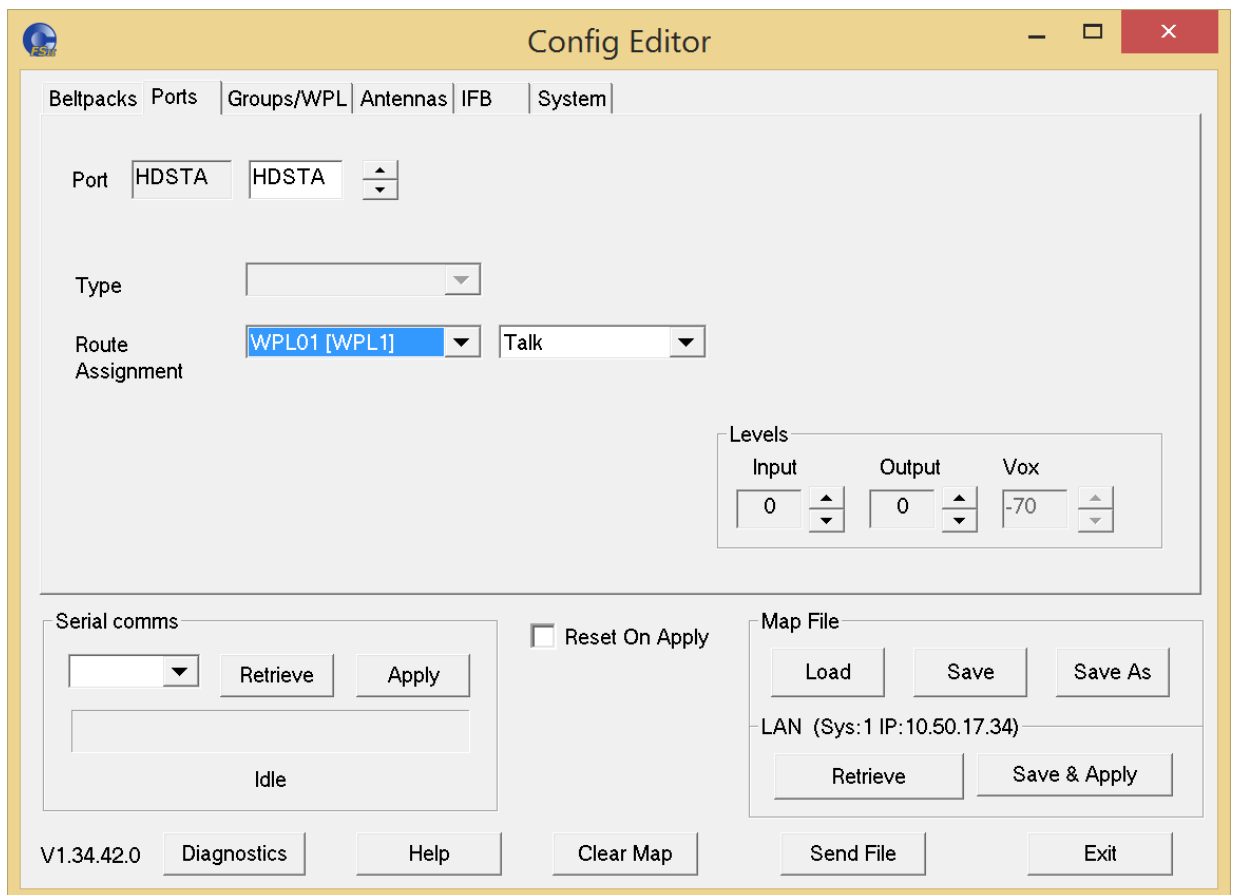 FSII
Config Editor
Beltpacks Ports Groups/WPL Antennas IFB System
Port HDSTA HDSTA
Type
Route Assignment WPL01 [WPL1] Talk
Levels
Input Output Vox
0 0 -70
Serial comms
Retrieve Apply
Idle
Reset On Apply
Map File
Load Save Save As
LAN (Sys:1 IP:10.50.17.34)
Retrieve Save & Apply
V1.34.42.0 Diagnostics Help Clear Map Send File Exit